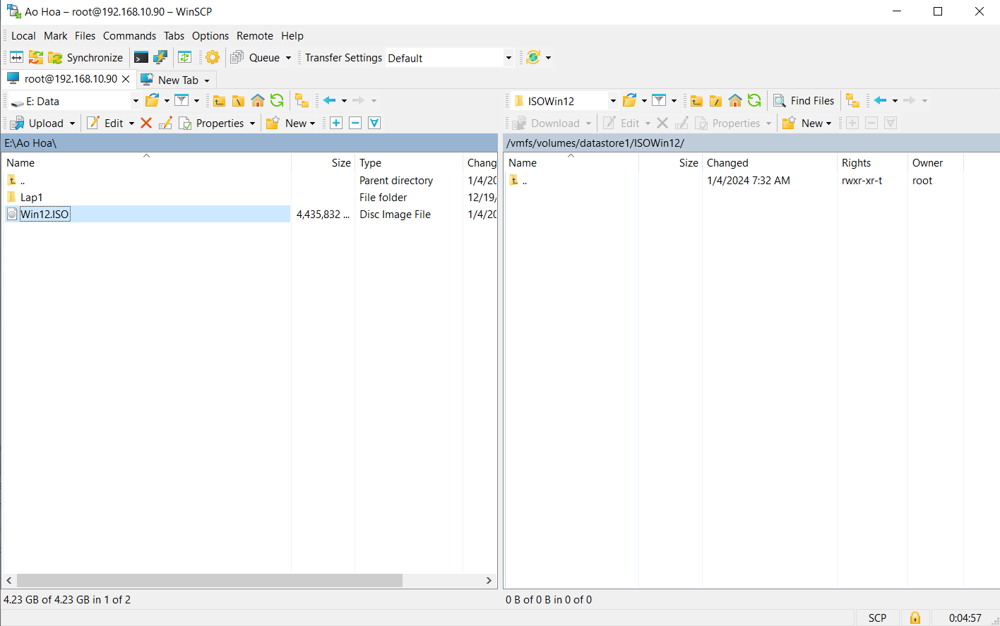 Ao Hoa – root@192.168.10.90 – WinSCP
Local Mark Files Commands Tabs Options Remote Help
Synchronize Queue Transfer Settings Default
root@192.168.10.90 New Tab
E: Data
Upload Edit Properties New
E:\Ao Hoa\
Name Size Type Chang
.. Parent directory 1/4/20
Lap1 File folder 12/19/
Win12.ISO 4,435,832 ... Disc Image File 1/4/20
4.23 GB of 4.23 GB in 1 of 2
ISOWin12 Find Files
Download Edit Properties New
/vmfs/volumes/datastore1/ISOWin12/
Name Size Changed Rights Owner
.. 1/4/2024 7:32 AM rwxr-xr-t root
0 B of 0 B in 0 of 0
SCP 0:04:57